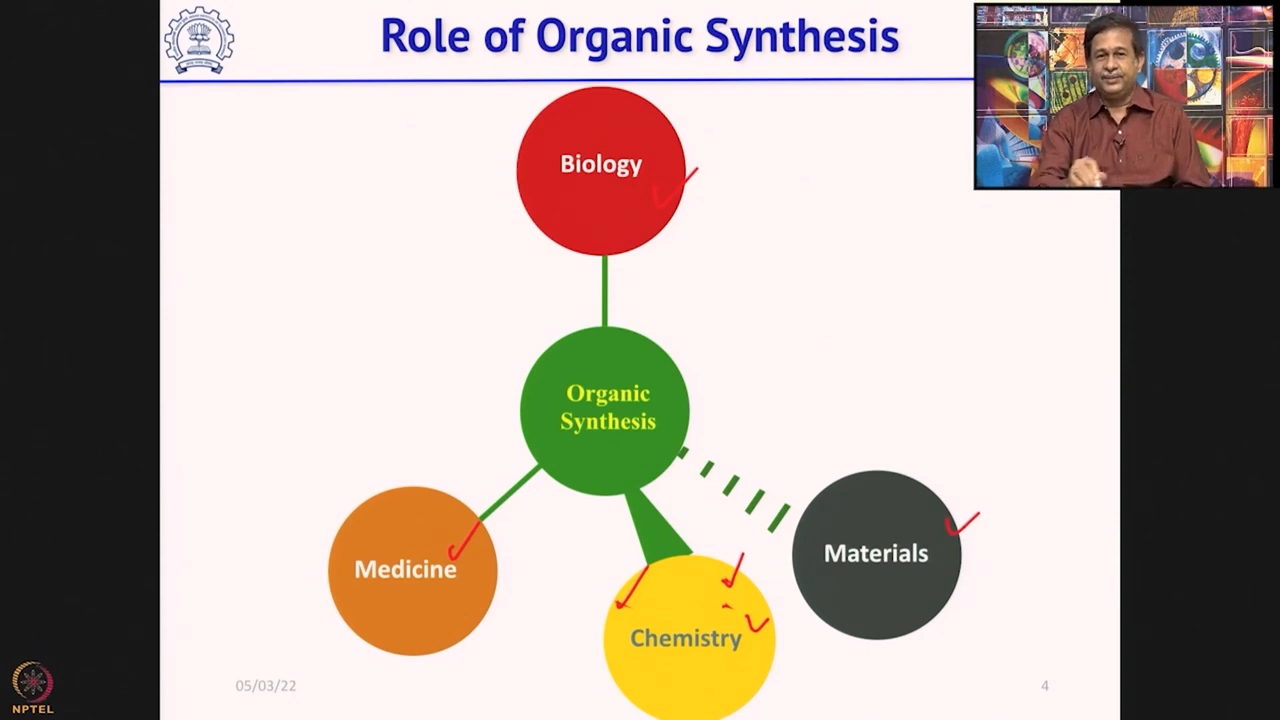 Role of Organic Synthesis
Biology
Organic
Synthesis
Medicine
Chemistry
Materials
05/03/22
4
NPTEL